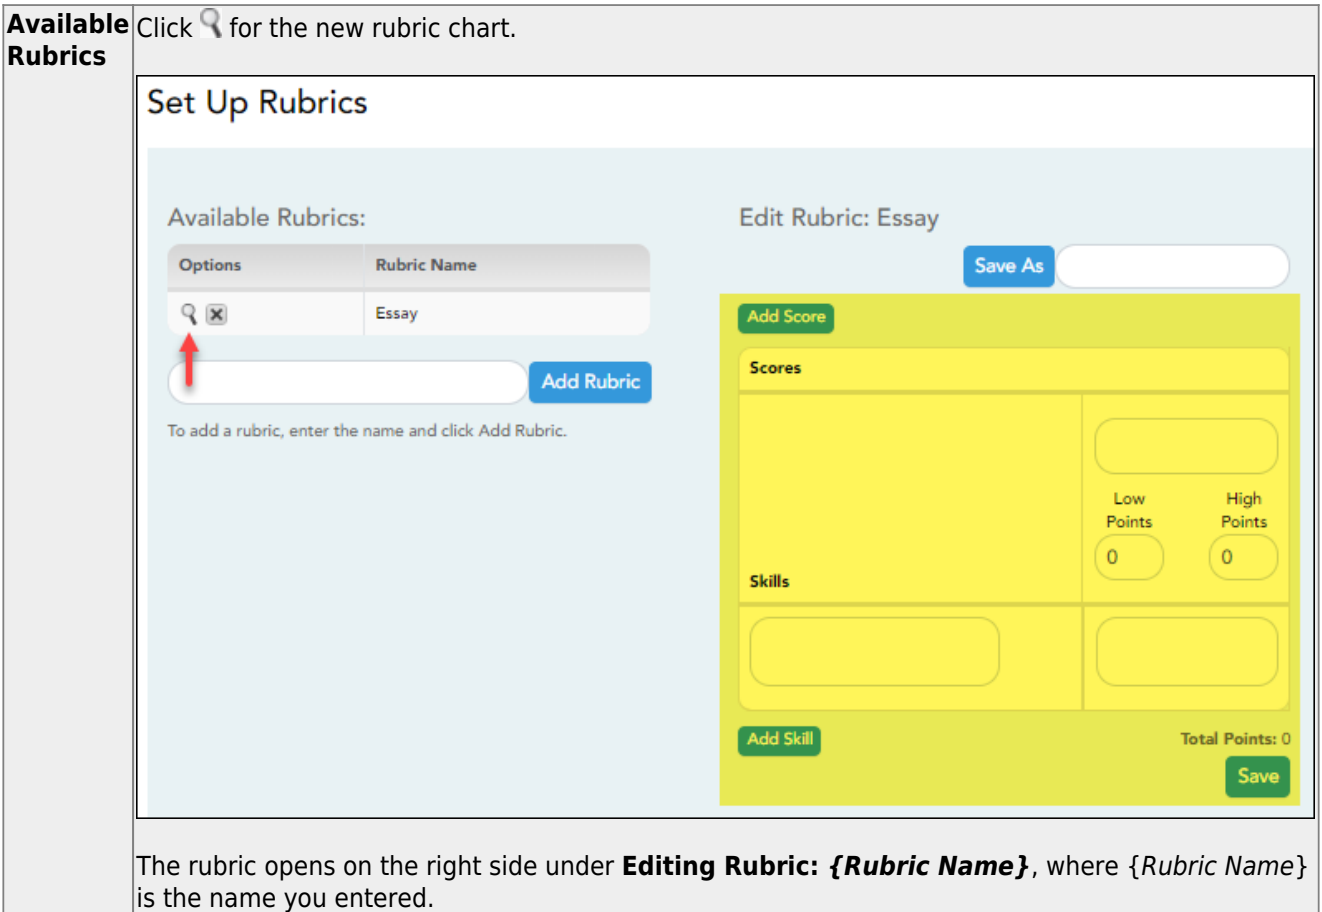 Available
Rubrics
Click for the new rubric chart.
Set Up Rubrics
Available Rubrics:
Options Rubric Name
Essay
Add Rubric
To add a rubric, enter the name and click Add Rubric.
Edit Rubric: Essay
Save As
Add Score
Scores
Low
Points
High
Points
0 0
Skills
Add Skill
Total Points: 0
Save
The rubric opens on the right side under Editing Rubric: {Rubric Name}, where {Rubric Name}
is the name you entered.